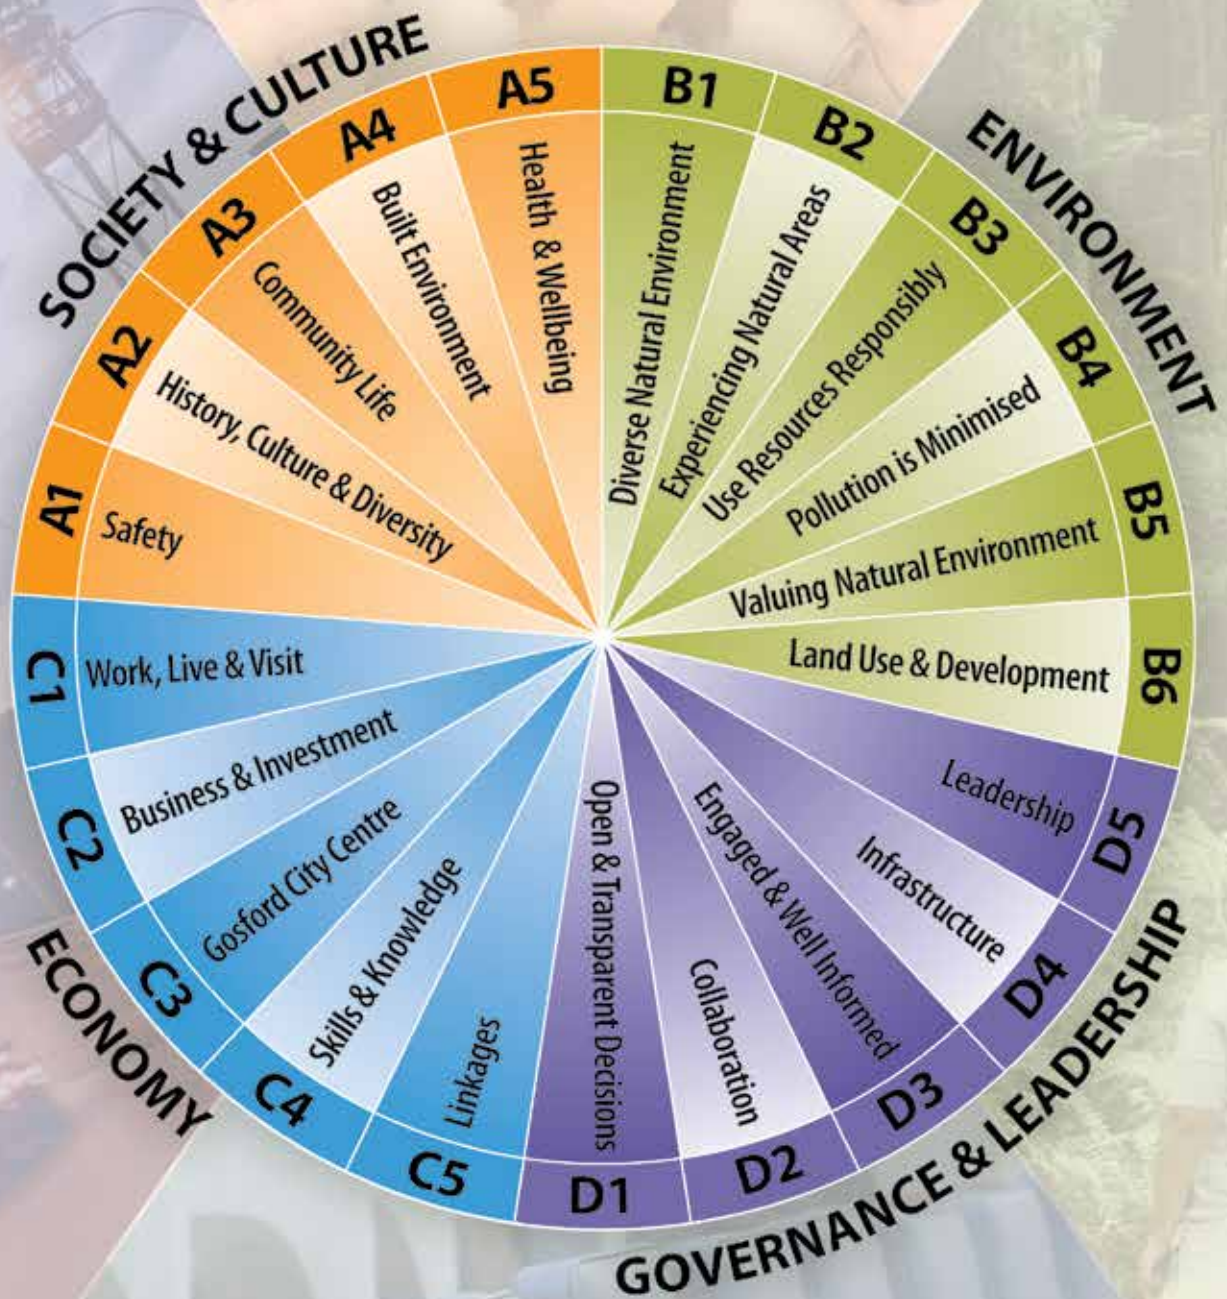 SOCIETY & CULTURE
A1
Safety
A2
History, Culture & Diversity
A3
Community Life
A4
Built Environment
A5
Health & Wellbeing
ENVIRONMENT
B1
Diverse Natural Environment
B2
Experiencing Natural Areas
B3
Use Resources Responsibly
B4
Pollution is Minimised
B5
Valuing Natural Environment
B6
Land Use & Development
ECONOMY
C1
Work, Live & Visit
C2
Business & Investment
C3
Gosford City Centre
C4
Skills & Knowledge
C5
Linkages
GOVERNANCE & LEADERSHIP
D1
Open & Transparent Decisions
D2
Collaboration
D3
Engaged & Well Informed
D4
Infrastructure
D5
Leadership